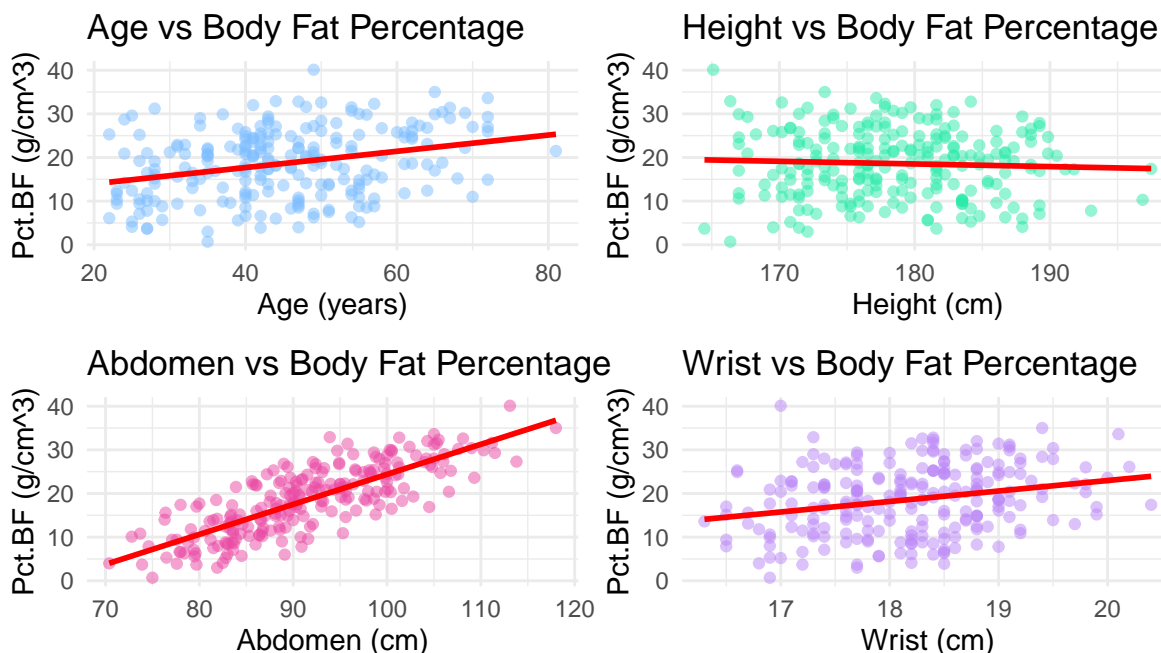 Age vs Body Fat Percentage
Pct.BF (g/cm^3)
40
30
20
10
0
20 40 60 80
Age (years)
Height vs Body Fat Percentage
Pct.BF (g/cm^3)
40
30
20
10
0
170 180 190
Height (cm)
Abdomen vs Body Fat Percentage
Pct.BF (g/cm^3)
40
30
20
10
0
70 80 90 100 110 120
Abdomen (cm)
Wrist vs Body Fat Percentage
Pct.BF (g/cm^3)
40
30
20
10
0
17 18 19 20
Wrist (cm)